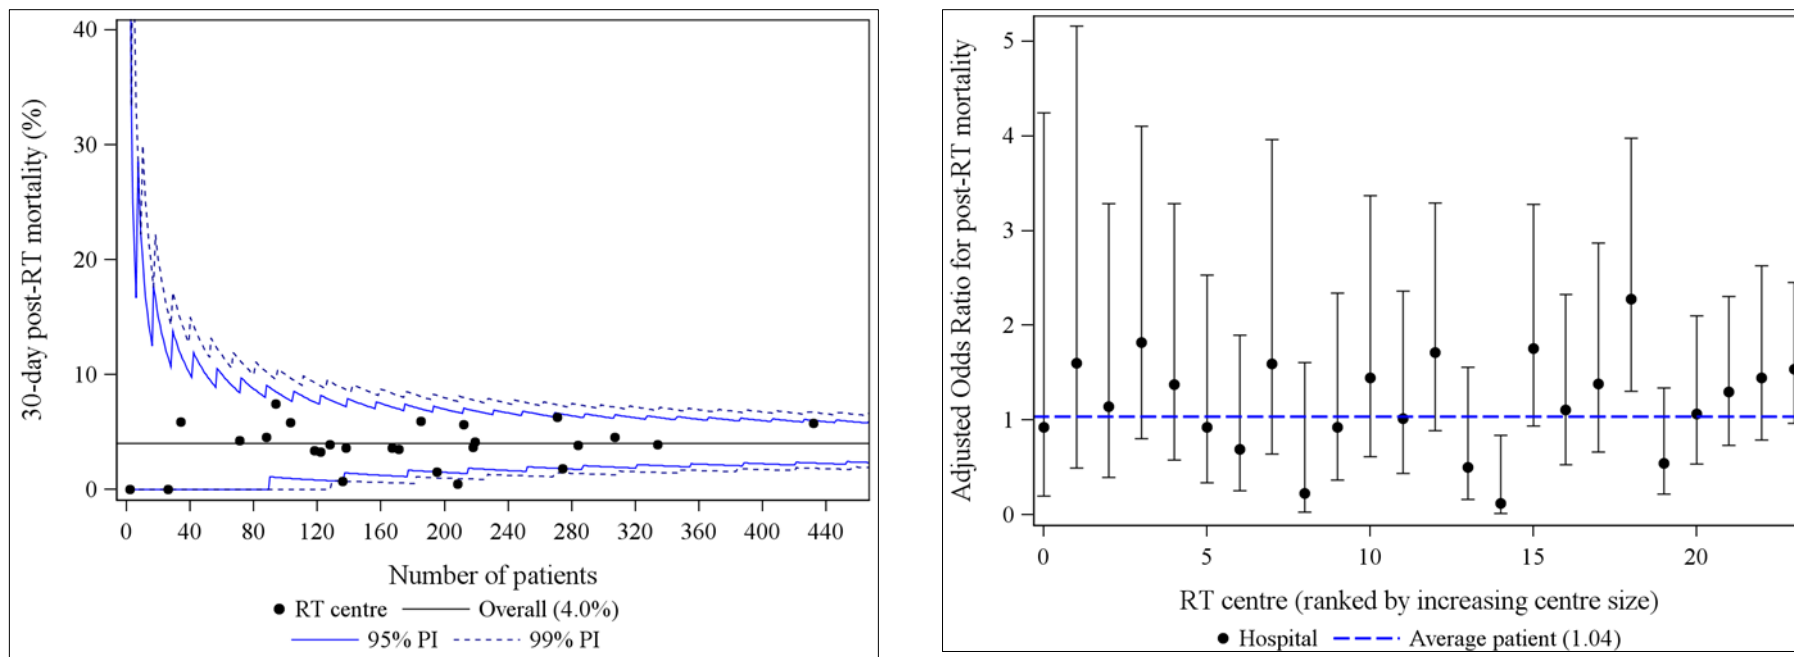 30-day post-RT mortality (%)
40
30
20
10
0
0 40 80 120 160 200 240 280 320 360 400 440
Number of patients
RT centre Overall (4.0%)
95% PI 99% PI
Adjusted Odds Ratio for post-RT mortality
5
4
3
2
1
0
0 5 10 15 20
RT centre (ranked by increasing centre size)
Hospital Average patient (1.04)